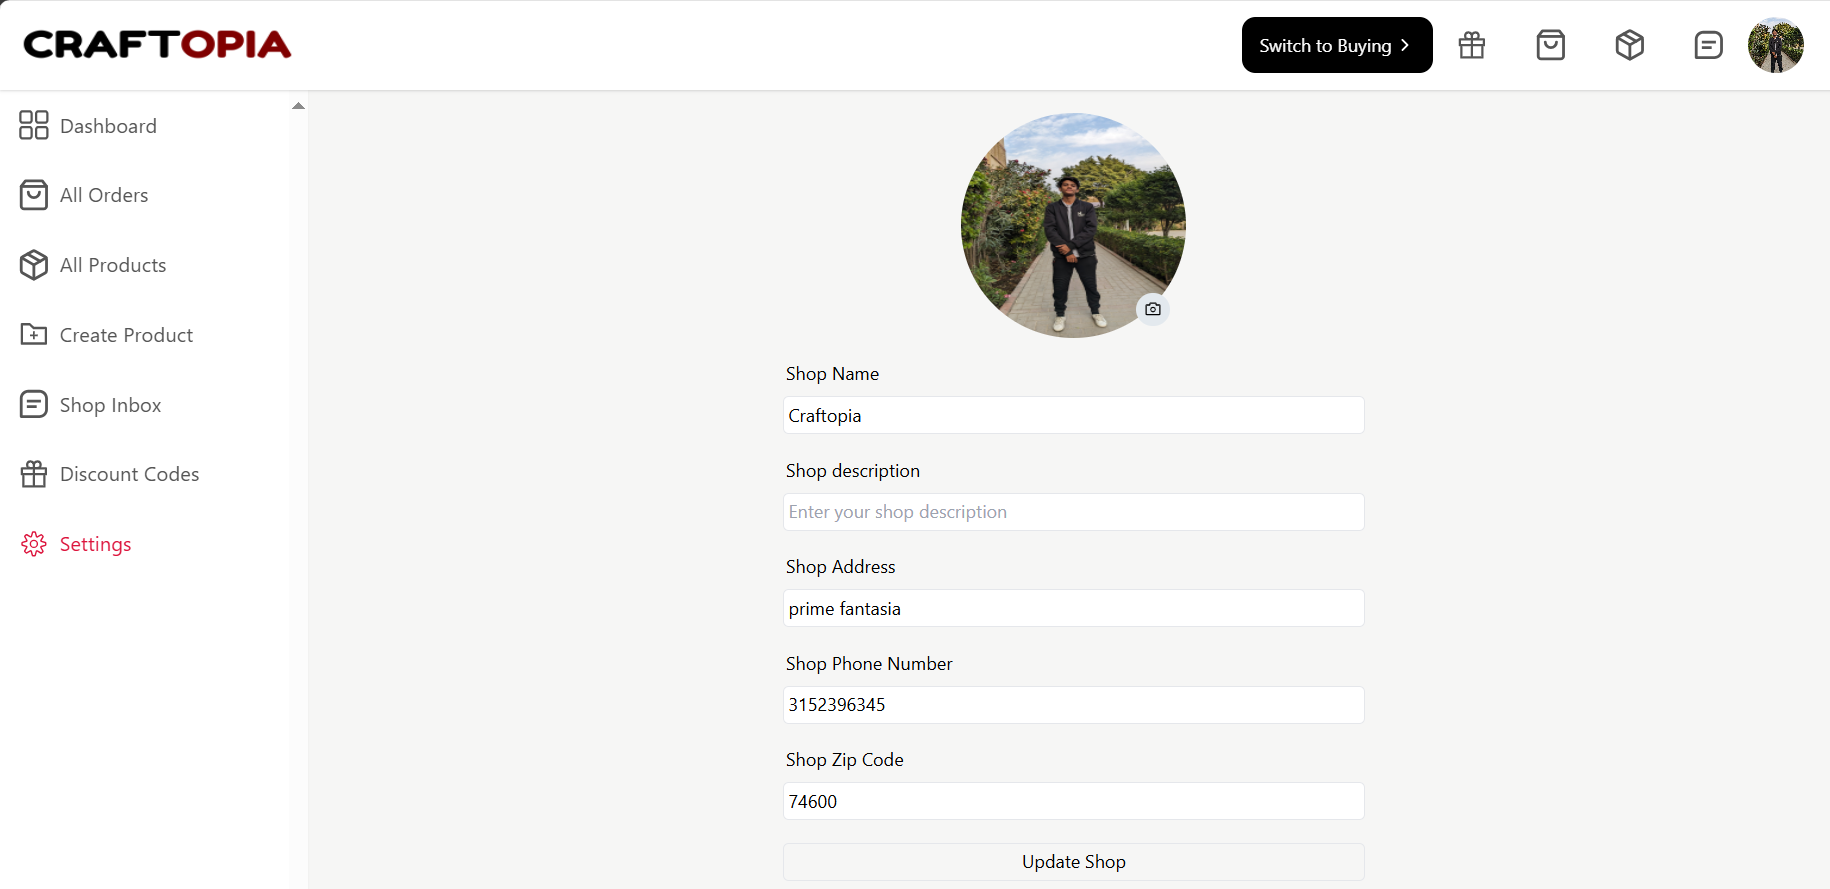 CRAFTOPIA
Switch to Buying
Dashboard
All Orders
All Products
Create Product
Shop Inbox
Discount Codes
Settings
Shop Name
Craftopia
Shop description
Enter your shop description
Shop Address
prime fantasia
Shop Phone Number
3152396345
Shop Zip Code
74600
Update Shop